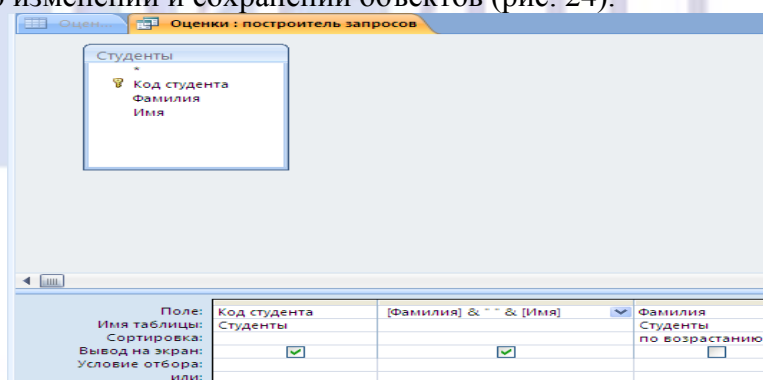 о изменении и сохранении объектов (рис. 24).
Оцен... Оценки : построитель запросов
Студенты
*
Код студента
Фамилия
Имя
Поле: Код студента [Фамилия] & " " & [Имя] Фамилия
Имя таблицы: Студенты Студенты
Сортировка: по возрастанию
Вывод на экран:
Условие отбора:
или: